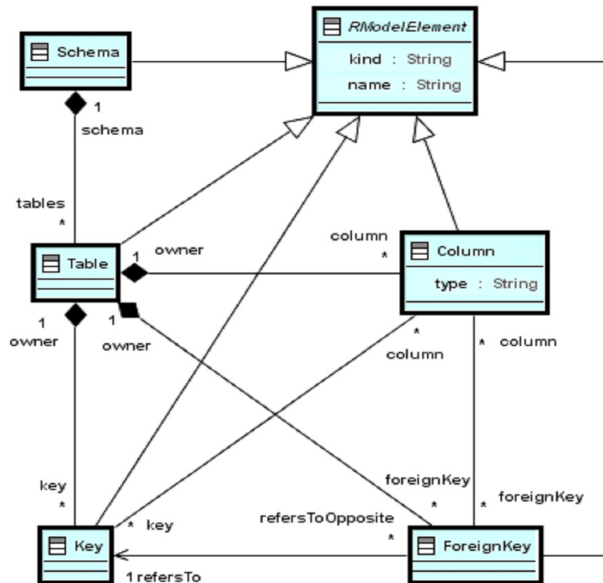 RModelElement
Schema
kind : String
name : String
1
schema
tables
*
owner
column
1
*
Table
Column
type : String
1
1
owner
owner
*
column
*
column
key
*
foreignKey
*
*
foreignKey
*
key
refersToOpposite
*
Key
ForeignKey
1 refersTo